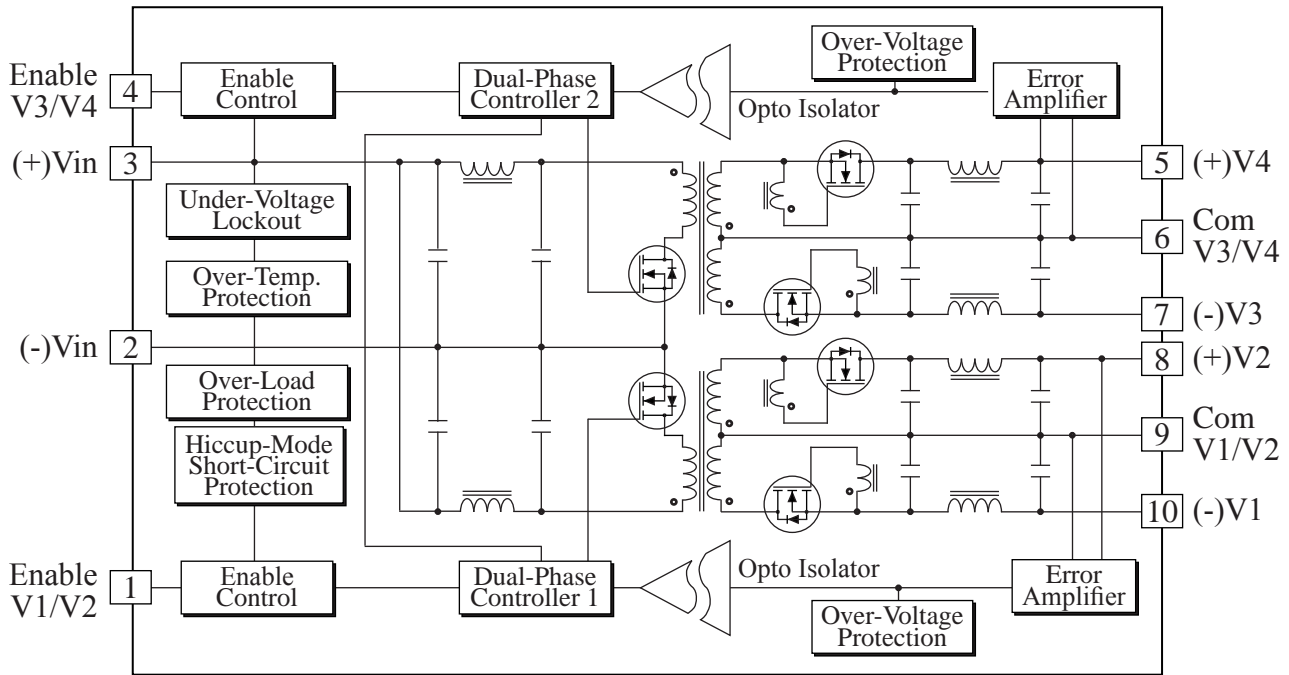 Enable
V3/V4
4
Enable
Control
Dual-Phase
Controller 2
Opto Isolator
Over-Voltage
Protection
Error
Amplifier
(+)Vin
3
5
(+)V4
Under-Voltage
Lockout
6
Com
V3/V4
Over-Temp.
Protection
7
(-)V3
(-)Vin
2
8
(+)V2
Over-Load
Protection
9
Com
V1/V2
Hiccup-Mode
Short-Circuit
Protection
10
(-)V1
Enable
V1/V2
1
Enable
Control
Dual-Phase
Controller 1
Opto Isolator
Over-Voltage
Protection
Error
Amplifier